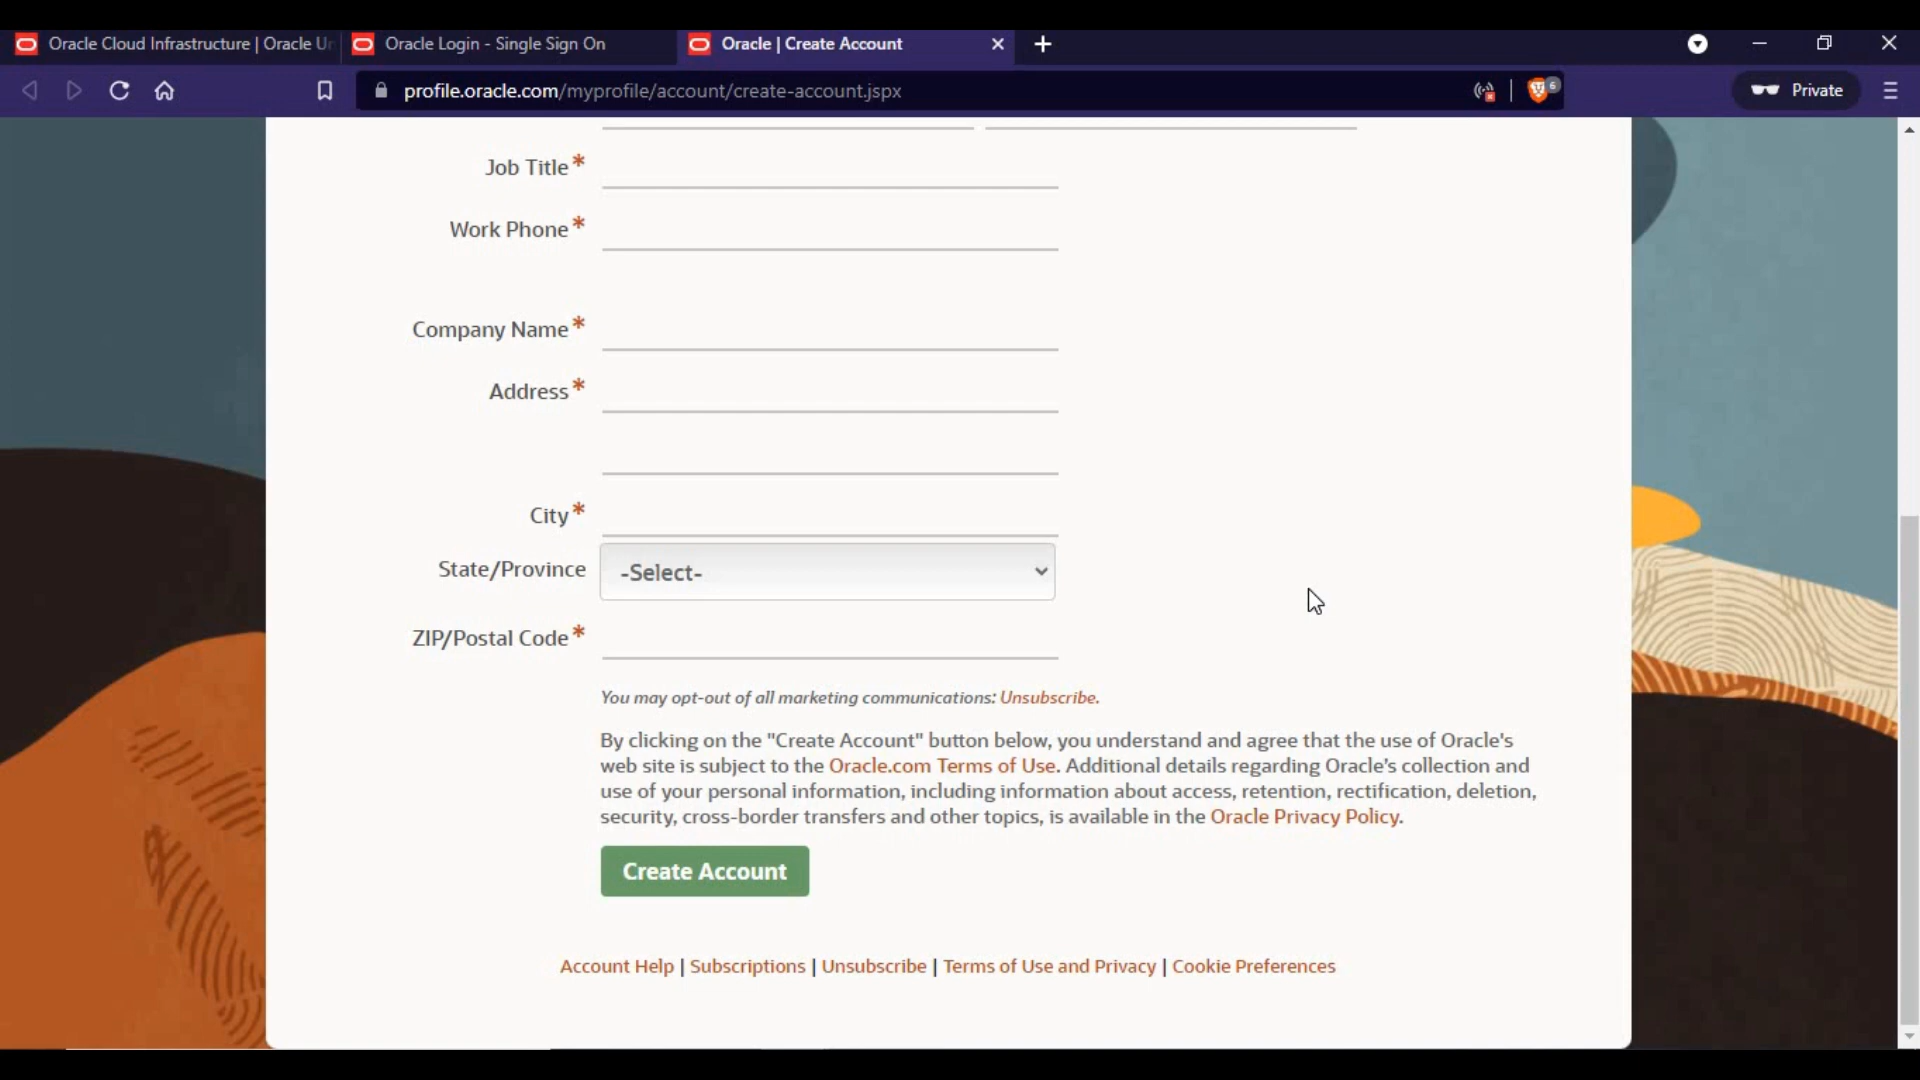 Oracle Cloud Infrastructure | Oracle Un
Oracle Login - Single Sign On
Oracle | Create Account
profile.oracle.com/myprofile/account/create-account.jspx
6
Private
Job Title*
Work Phone*
Company Name*
Address*
City*
State/Province
-Select-
ZIP/Postal Code*
You may opt-out of all marketing communications: Unsubscribe.
By clicking on the "Create Account" button below, you understand and agree that the use of Oracle's
web site is subject to the Oracle.com Terms of Use. Additional details regarding Oracle's collection and
use of your personal information, including information about access, retention, rectification, deletion,
security, cross-border transfers and other topics, is available in the Oracle Privacy Policy.
Create Account
Account Help | Subscriptions | Unsubscribe | Terms of Use and Privacy | Cookie Preferences